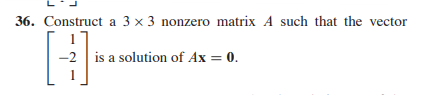 36. Construct a 3 × 3 nonzero matrix A such that the vector
[1
-2
1] is a solution of Ax = 0.